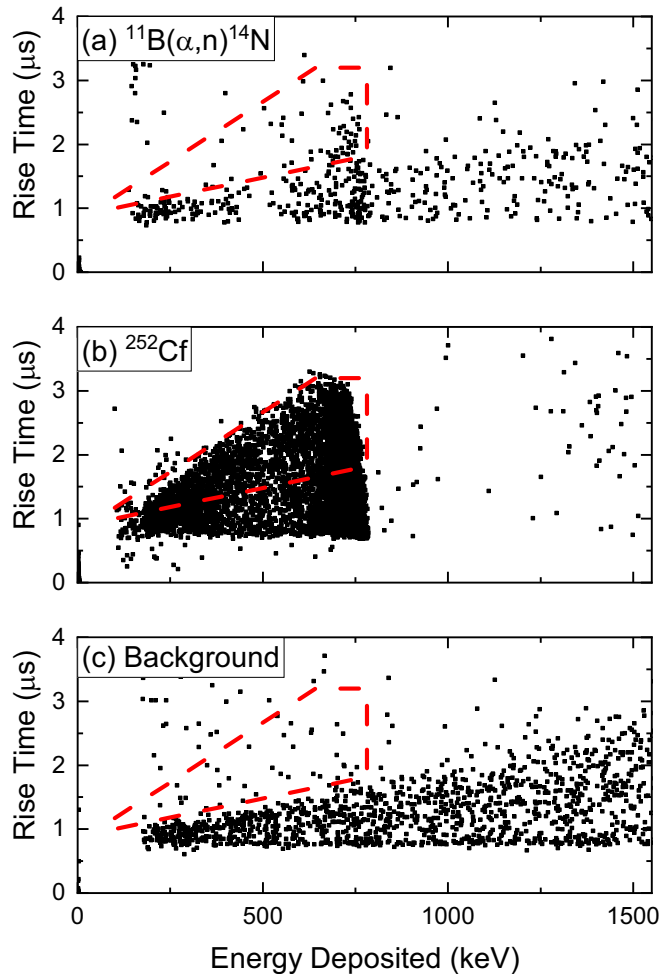 4
(a) ¹¹B(α,n)¹⁴N
3
2
1
0
Rise Time (μs)
4
(b) ²⁵²Cf
3
2
1
0
Rise Time (μs)
4
(c) Background
3
2
1
0
Rise Time (μs)
0 500 1000 1500
Energy Deposited (keV)